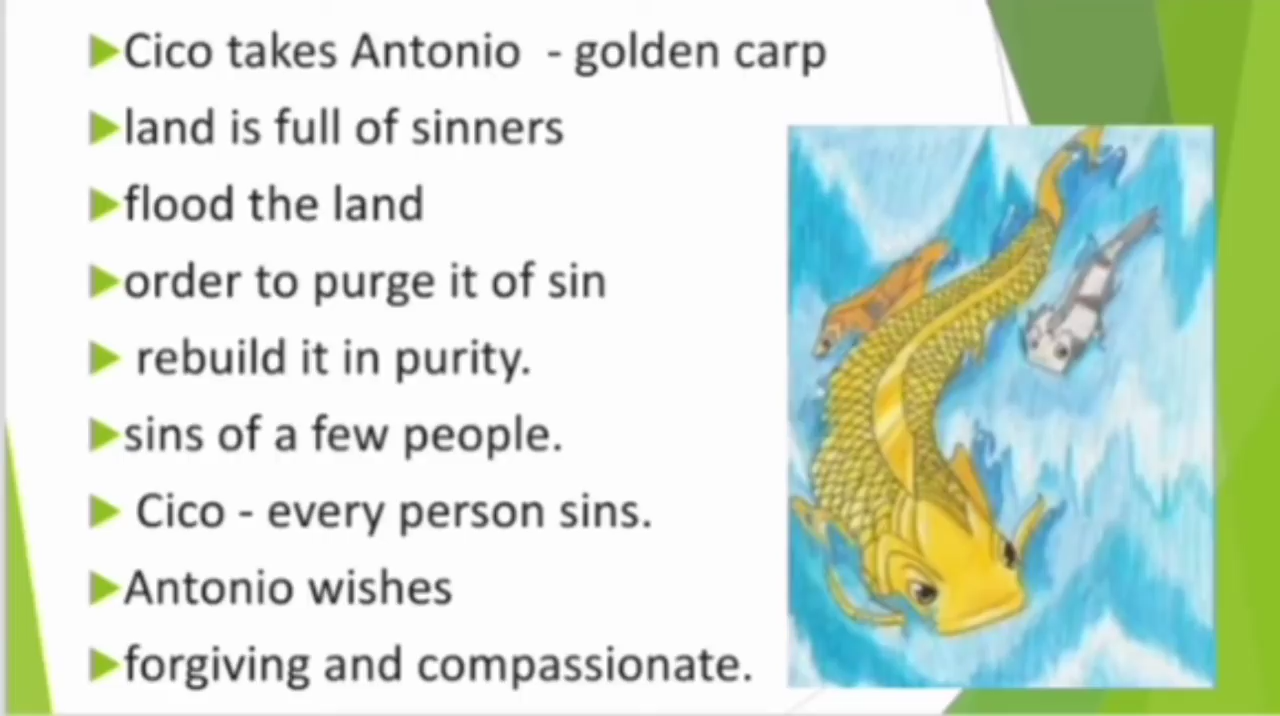 Cico takes Antonio - golden carp
land is full of sinners
flood the land
order to purge it of sin
rebuild it in purity.
sins of a few people.
Cico - every person sins.
Antonio wishes
forgiving and compassionate.